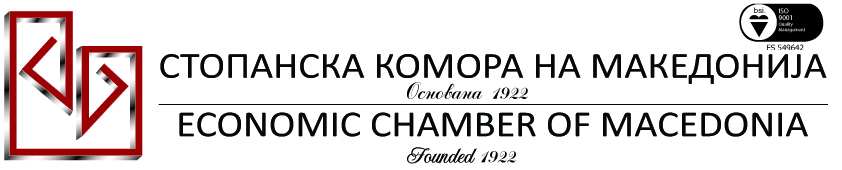 bsi.
ISO
9001
Quality
Management
FS 549642
СТОПАНСКА КОМОРА НА МАКЕДОНИЈА
Основана 1922
ECONOMIC CHAMBER OF MACEDONIA
Founded 1922